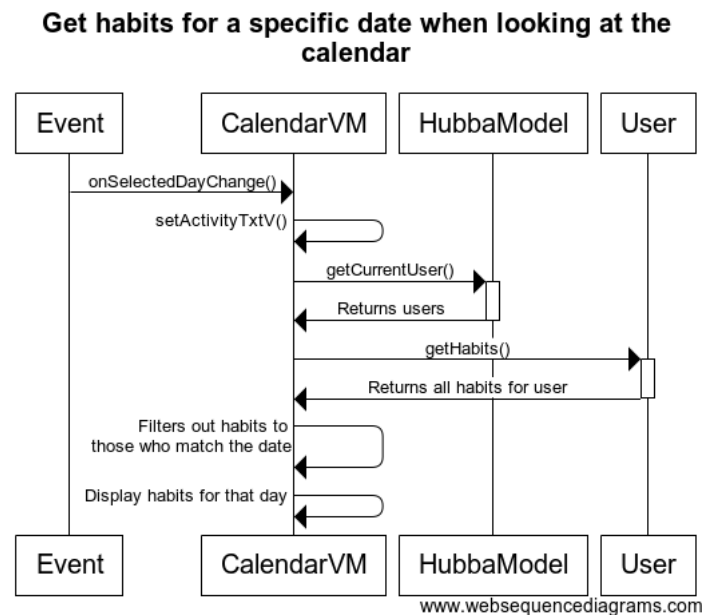 Get habits for a specific date when looking at the
calendar
Event
CalendarVM
HubbaModel
User
onSelectedDayChange()
setActivityTxtV()
getCurrentUser()
Returns users
getHabits()
Returns all habits for user
Filters out habits to
those who match the date
Display habits for that day
Event
CalendarVM
HubbaModel
User
www.websequencediagrams.com